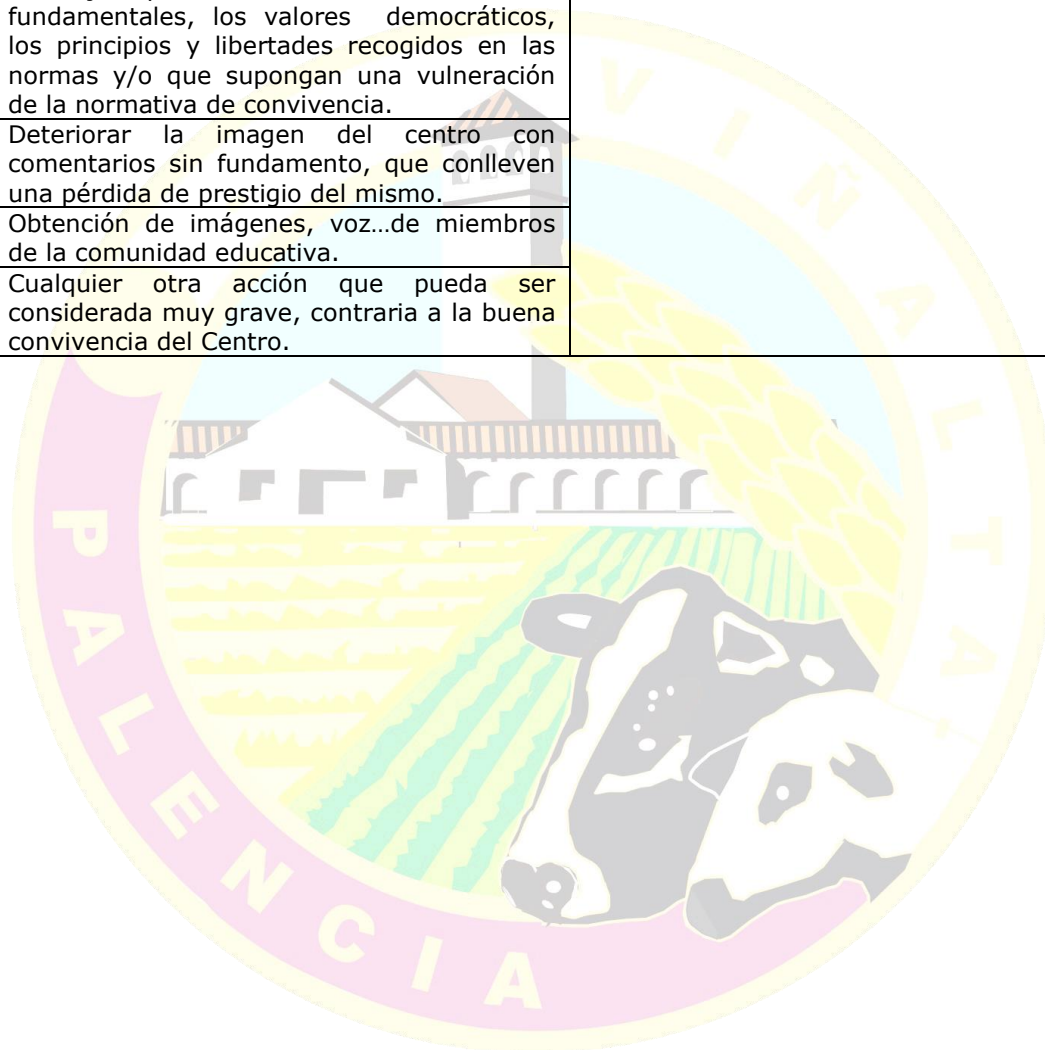 fundamentales, los valores democráticos,
los principios y libertades recogidos en las
normas y/o que supongan una vulneración
de la normativa de convivencia.
Deteriorar la imagen del centro con
comentarios sin fundamento, que conlleven
una pérdida de prestigio del mismo.
Obtención de imágenes, voz…de miembros
de la comunidad educativa.
Cualquier otra acción que pueda ser
considerada muy grave, contraria a la buena
convivencia del Centro.
VIÑALTA
PALENCIA